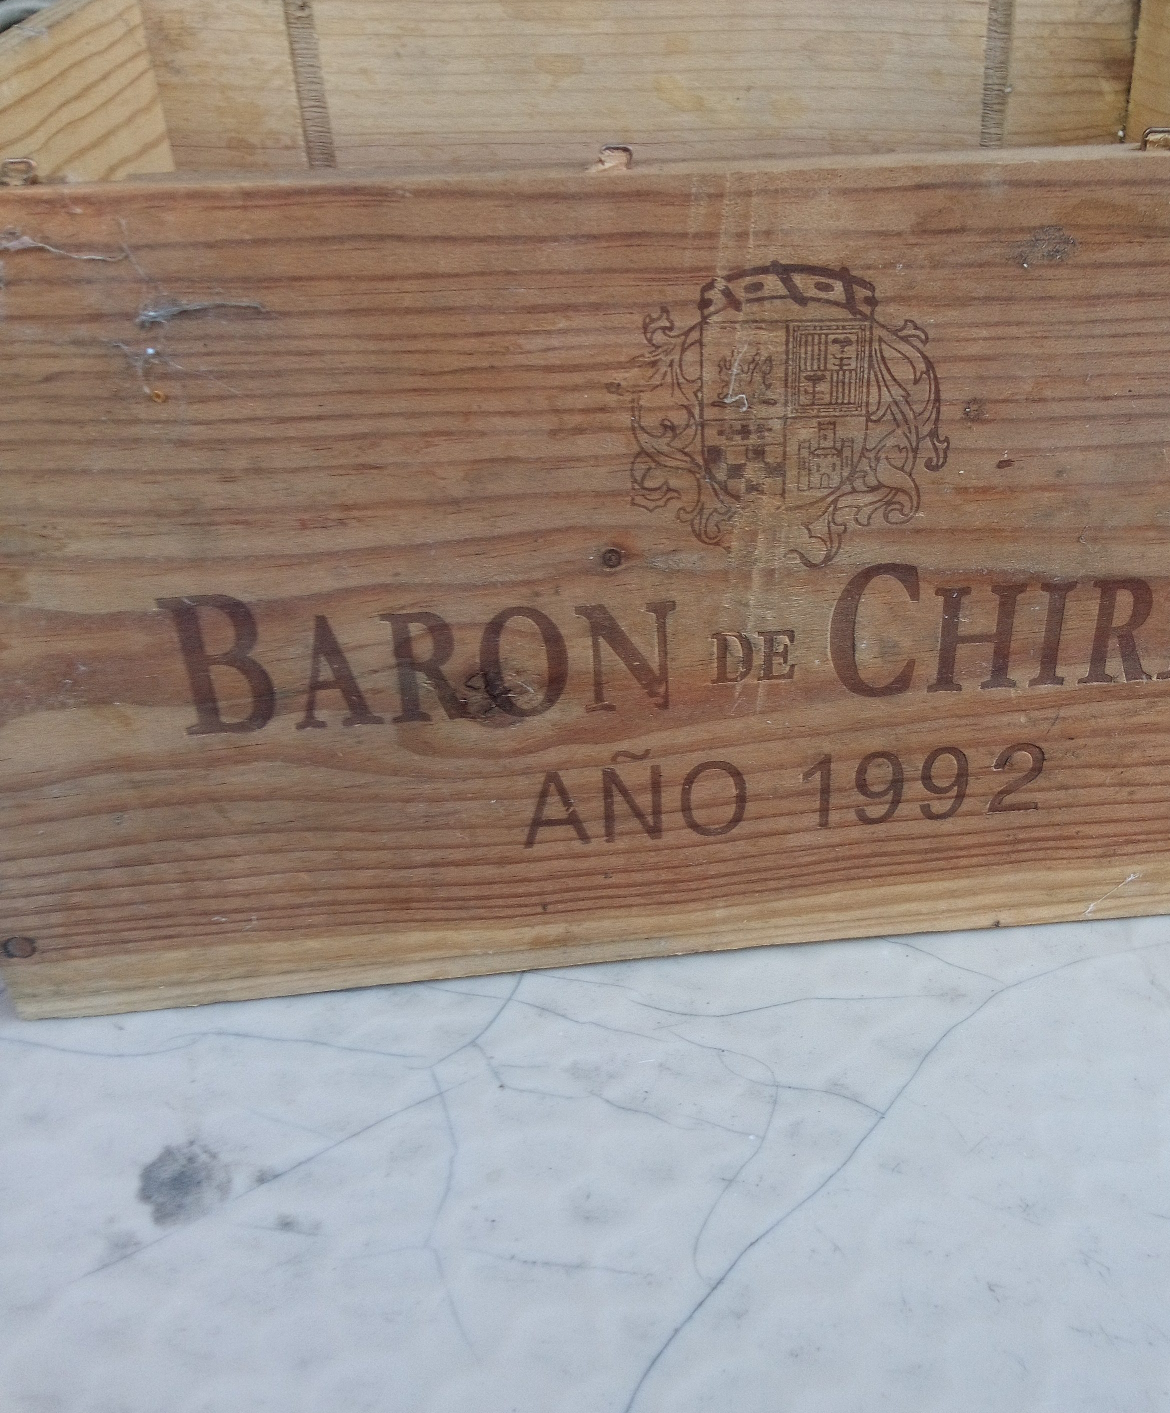 BARON DE CHIR
AÑO 1992